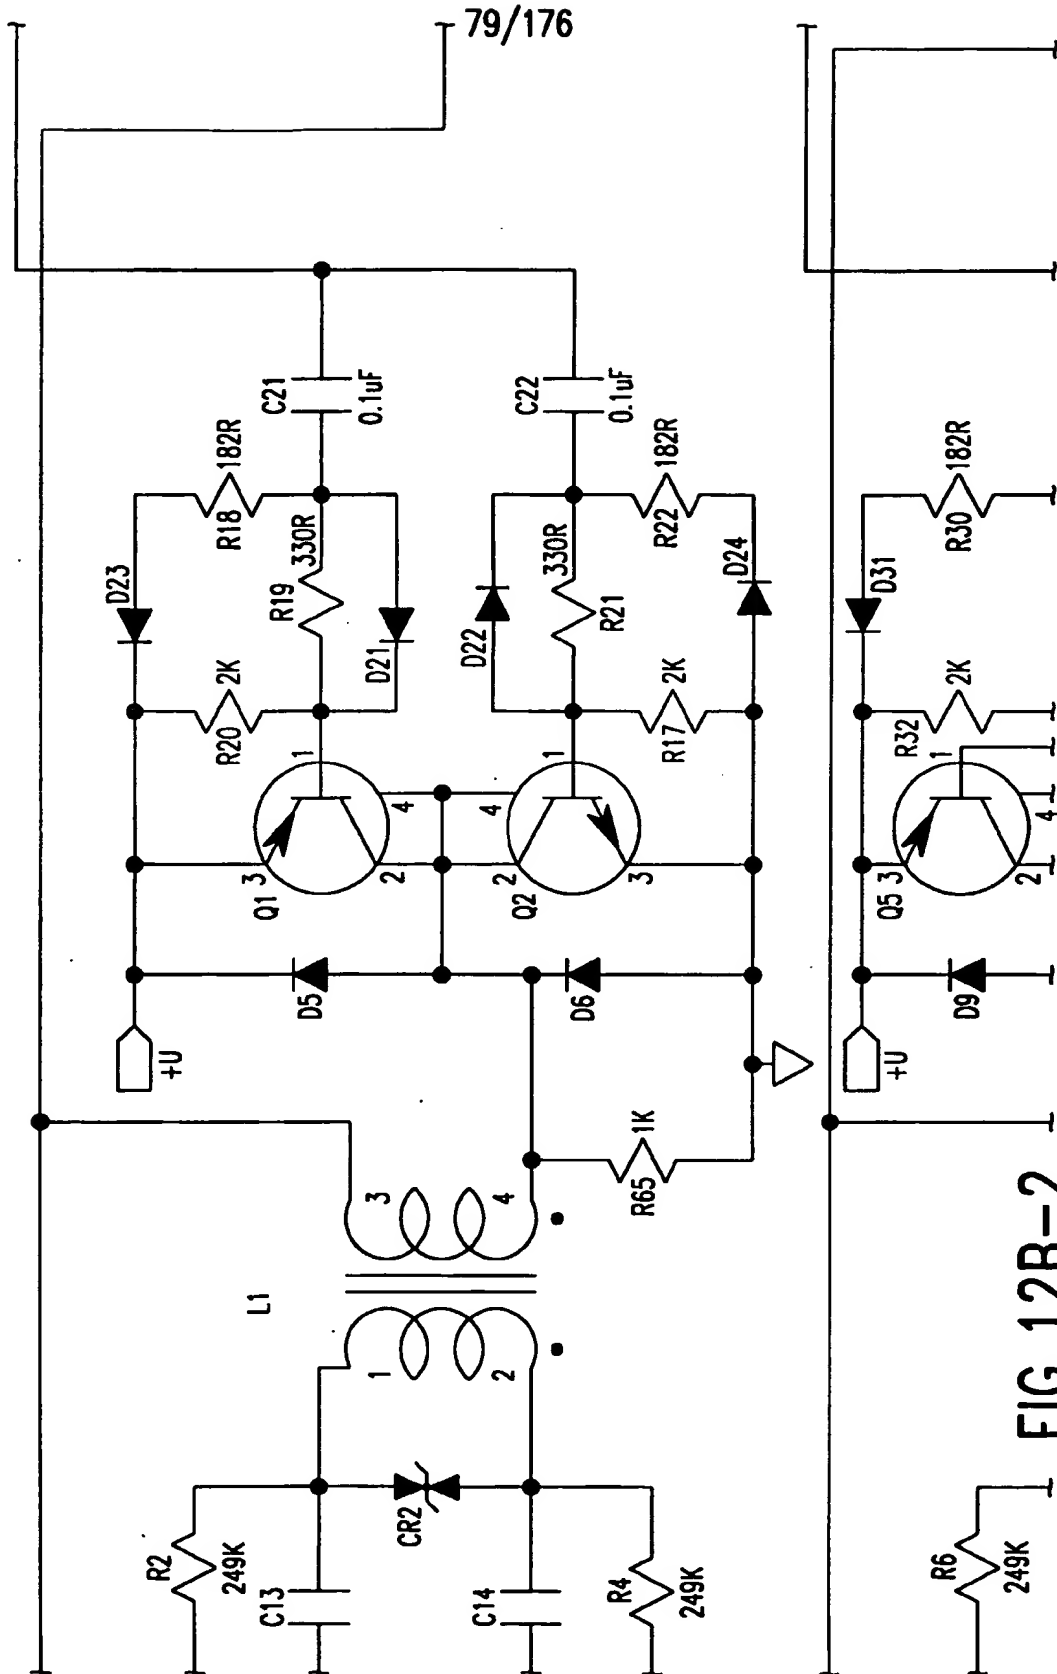 79/176
D23
R18
182R
C21
0.1uF
R19
330R
D21
R20
2K
1
Q1
3
2
4
D22
330R
R21
C22
0.1uF
R22
182R
D24
R17
2K
1
Q2
2
4
3
D5
D6
+U
L1
3
4
1
2
R65
1K
R2
249K
C13
CR2
C14
R4
249K
D31
R30
182R
R32
2K
1
Q5
3
2
4
D9
+U
R6
249K
FIG.12B-2